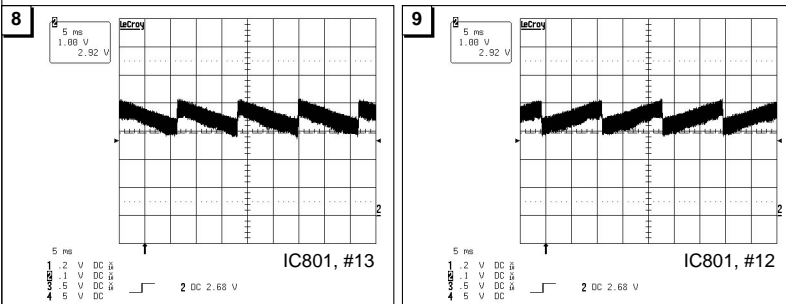 8
2
5 ms
1.00 V
2.92 V
LeCroy
2
5 ms
1 .2 V DC
2 .1 V DC
3 .5 V DC
4 5 V DC
2 DC 2.68 V
IC801, #13
9
2
5 ms
1.00 V
2.92 V
LeCroy
2
5 ms
1 .2 V DC
2 .1 V DC
3 .5 V DC
4 5 V DC
2 DC 2.68 V
IC801, #12